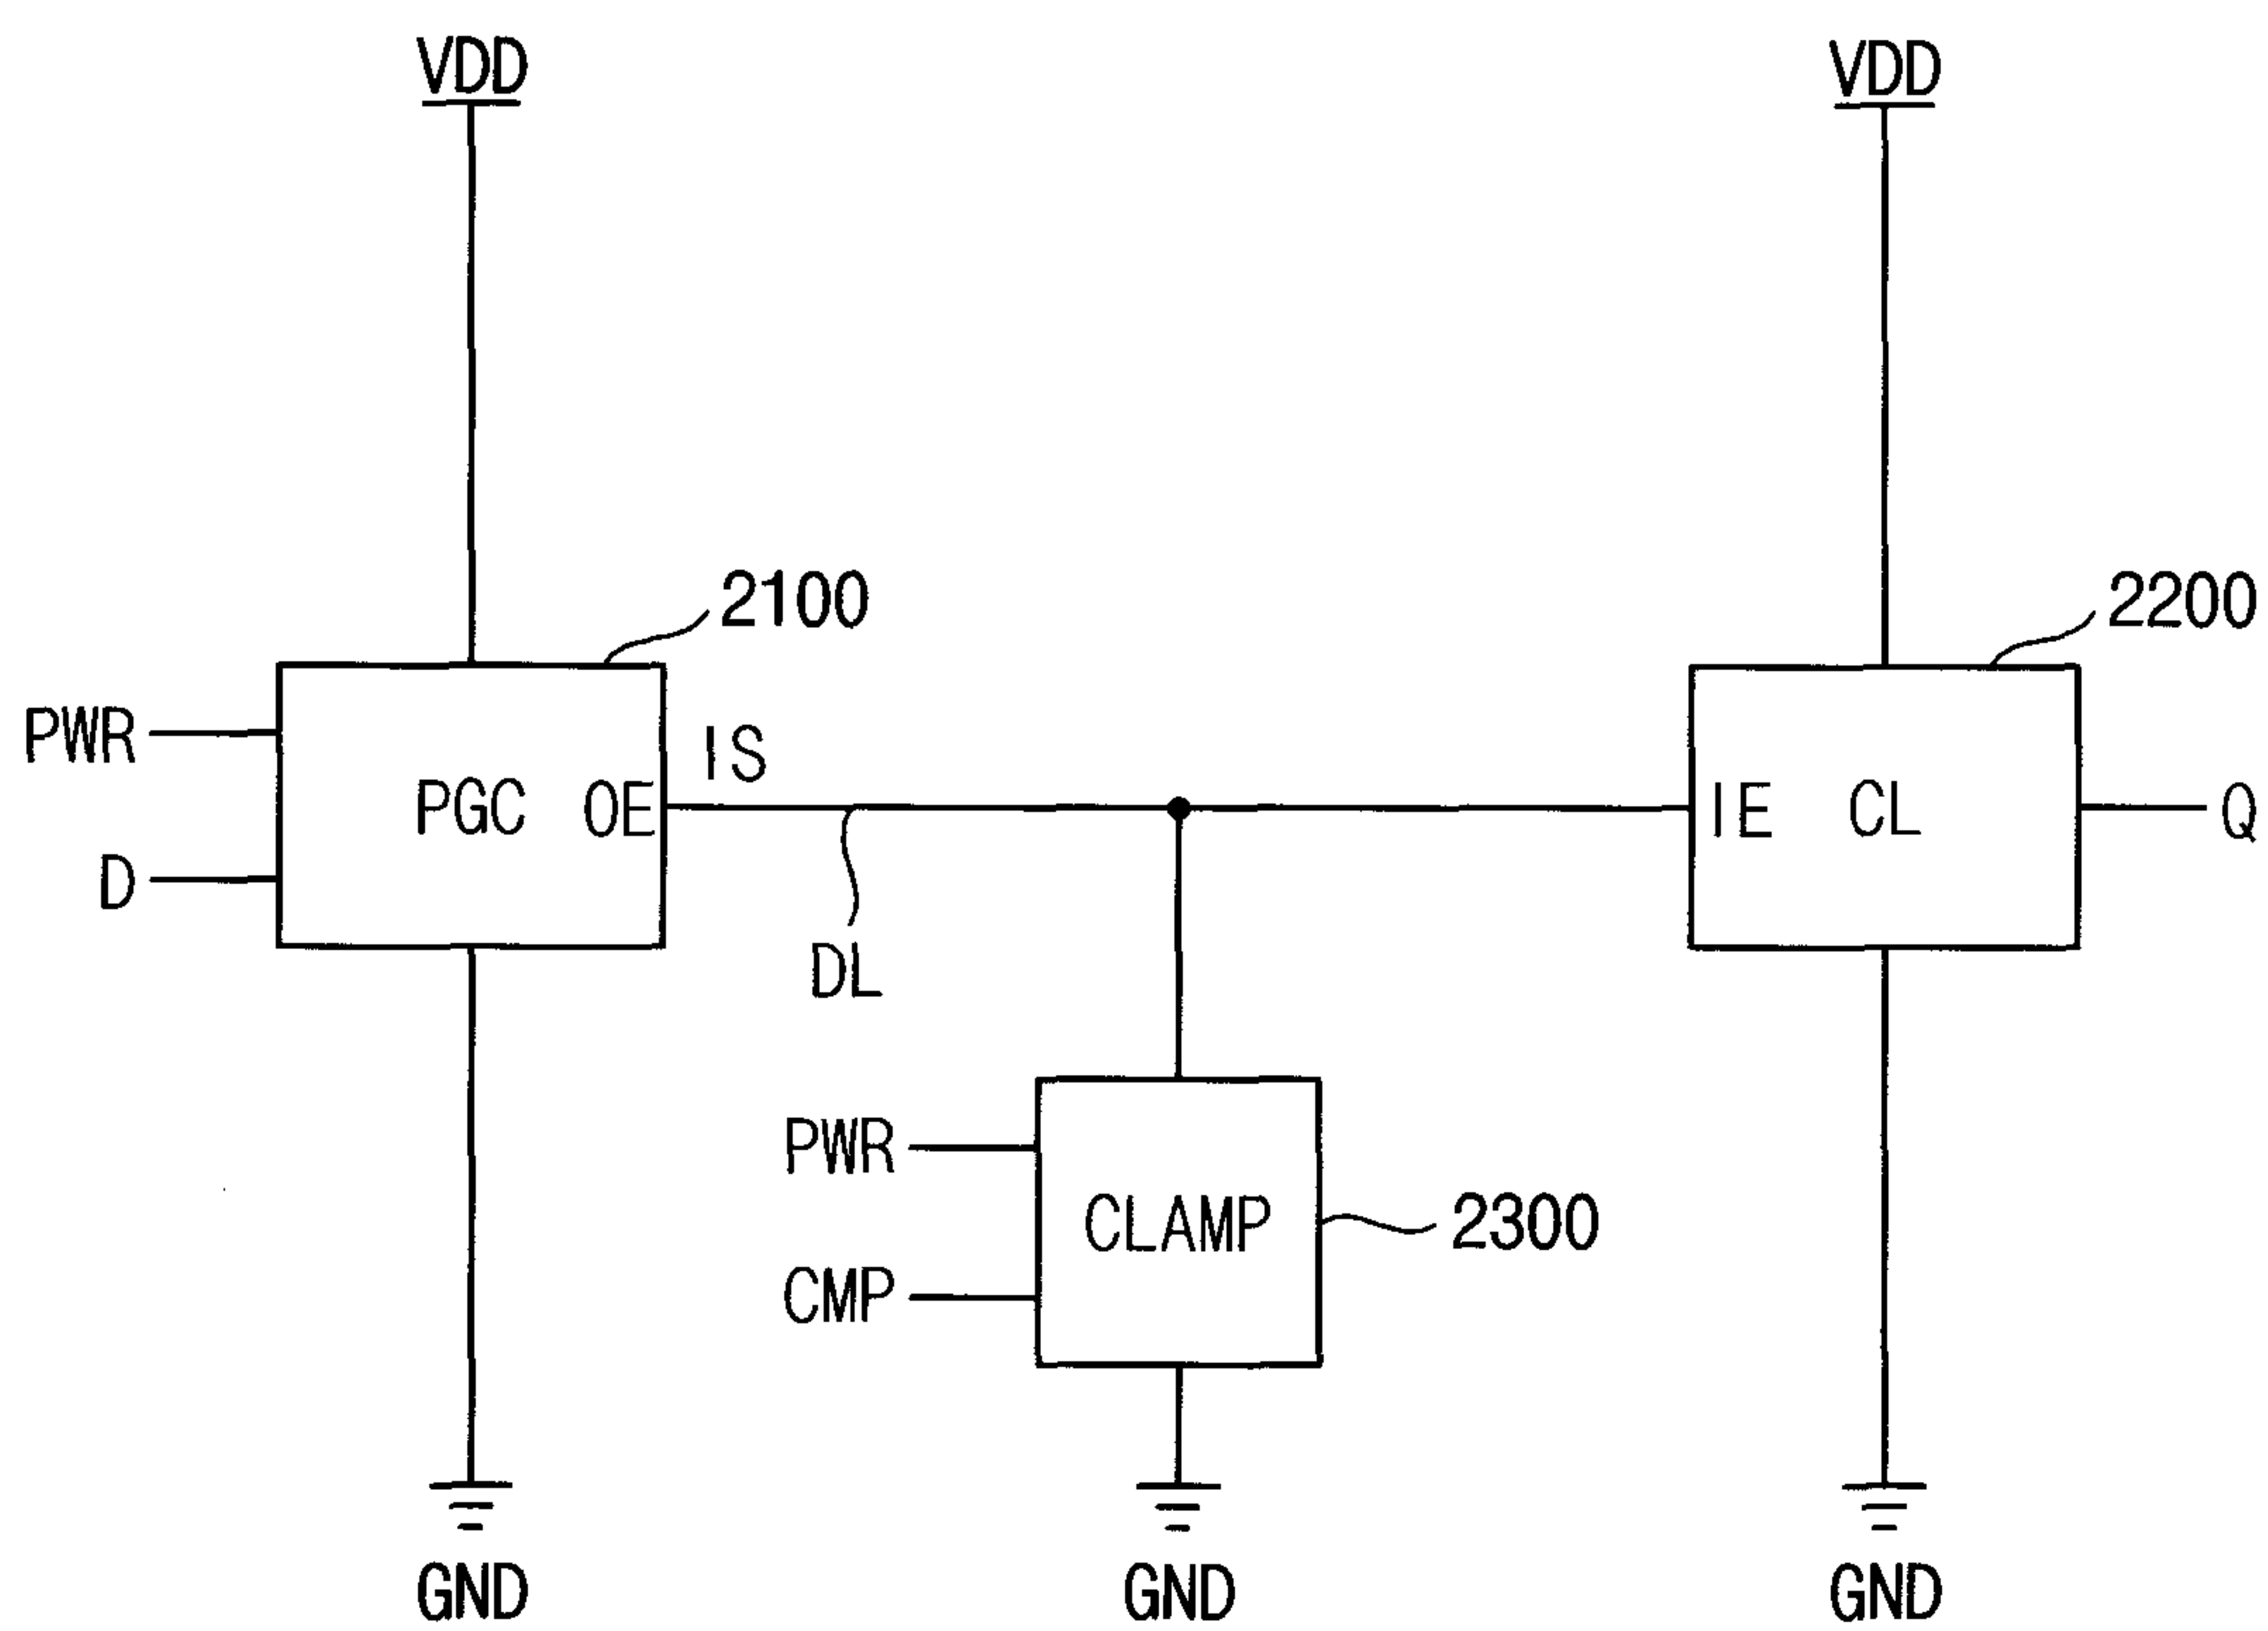 VDD
VDD
2100
2200
PWR
IS
PGC
OE
IE
CL
Q
D
DL
PWR
CLAMP
2300
CMP
GND
GND
GND